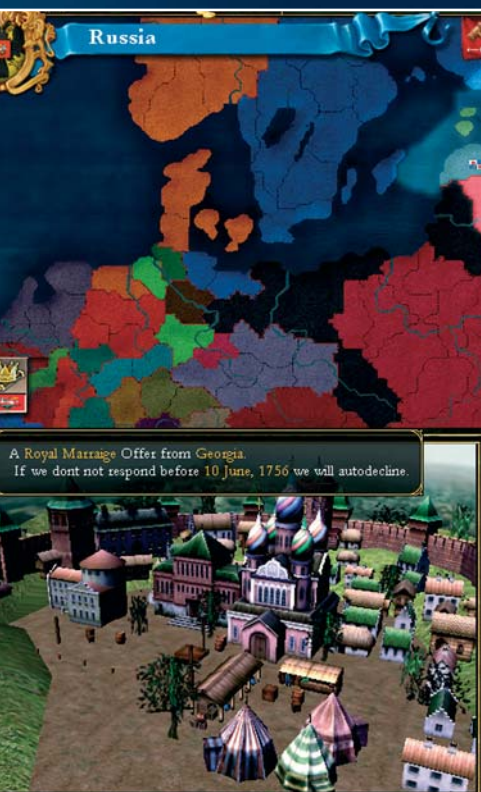 Russia
A Royal Marraige Offer from Georgia.
If we dont not respond before 10 June, 1756 we will autodecline.